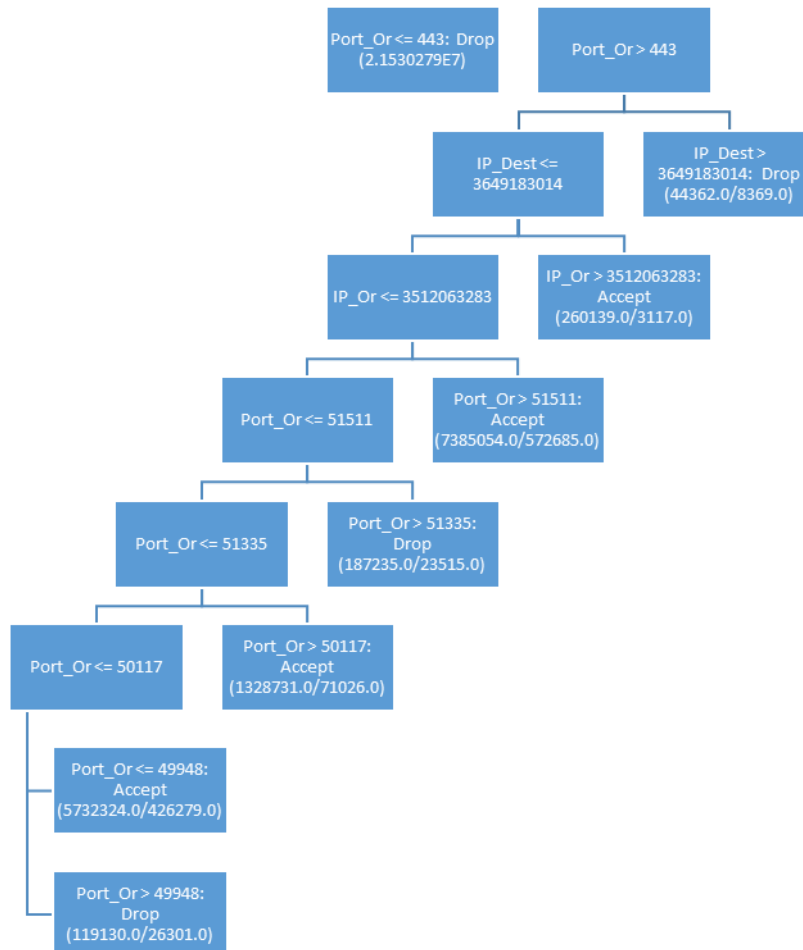 Port_Or <= 443: Drop
(2.1530279E7)
Port_Or > 443
IP_Dest <=
3649183014
IP_Dest >
3649183014: Drop
(44362.0/8369.0)
IP_Or <= 3512063283
IP_Or > 3512063283:
Accept
(260139.0/3117.0)
Port_Or <= 51511
Port_Or > 51511:
Accept
(7385054.0/572685.0)
Port_Or <= 51335
Port_Or > 51335:
Drop
(187235.0/23515.0)
Port_Or <= 50117
Port_Or > 50117:
Accept
(1328731.0/71026.0)
Port_Or <= 49948:
Accept
(5732324.0/426279.0)
Port_Or > 49948:
Drop
(119130.0/26301.0)